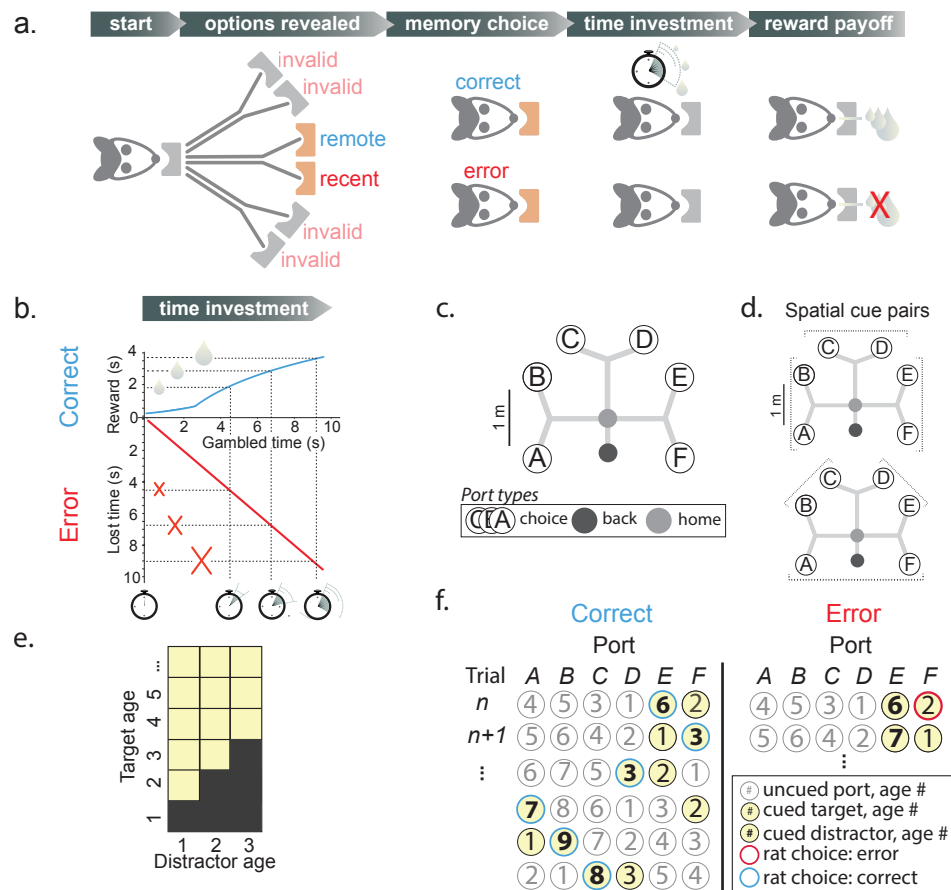 a.
start options revealed memory choice time investment reward payoff
invalid
invalid
remote
recent
invalid
invalid
correct
error
X
b.
time investment
Correct
Reward (s)
4
2
0
0 2 4 6 8 10
Gambled time (s)
Error
Lost time (s)
2
4
6
8
10
c.
C D
B E
A F
1 m
Port types
C E A choice back home
d.
Spatial cue pairs
C D
B E
A F
1 m
C D
B E
A F
e.
Target age
...
5
4
3
2
1
1 2 3
Distractor age
f.
Correct
Port
Trial A B C D E F
n 4 5 3 1 6 2
n+1 5 6 4 2 1 3
... 6 7 5 3 2 1
7 8 6 1 3 2
1 9 7 2 4 3
2 1 8 3 5 4
Error
Port
A B C D E F
4 5 3 1 6 2
5 6 4 2 7 1
...
# uncued port, age #
# cued target, age #
# cued distractor, age #
rat choice: error
rat choice: correct